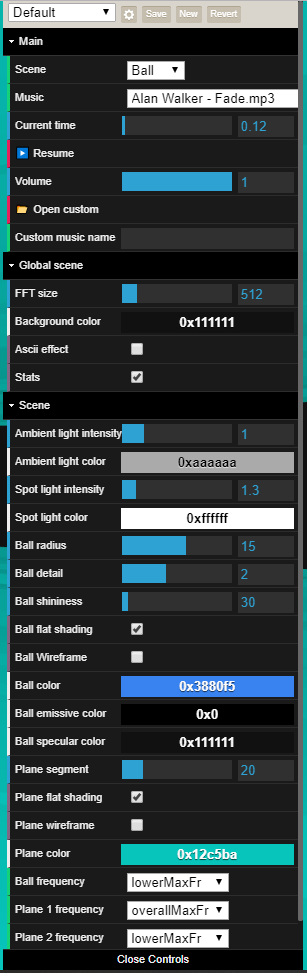 Default Save New Revert
Main
Scene Ball
Music Alan Walker - Fade.mp3
Current time 0.12
Resume
Volume 1
Open custom
Custom music name
Global scene
FFT size 512
Background color 0x111111
Ascii effect
Stats
Scene
Ambient light intensity 1
Ambient light color 0xaaaaaa
Spot light intensity 1.3
Spot light color 0xffffff
Ball radius 15
Ball detail 2
Ball shininess 30
Ball flat shading
Ball Wireframe
Ball color 0x3880f5
Ball emissive color 0x0
Ball specular color 0x111111
Plane segment 20
Plane flat shading
Plane wireframe
Plane color 0x12c5ba
Ball frequency lowerMaxFr
Plane 1 frequency overallMaxFr
Plane 2 frequency lowerMaxFr
Close Controls